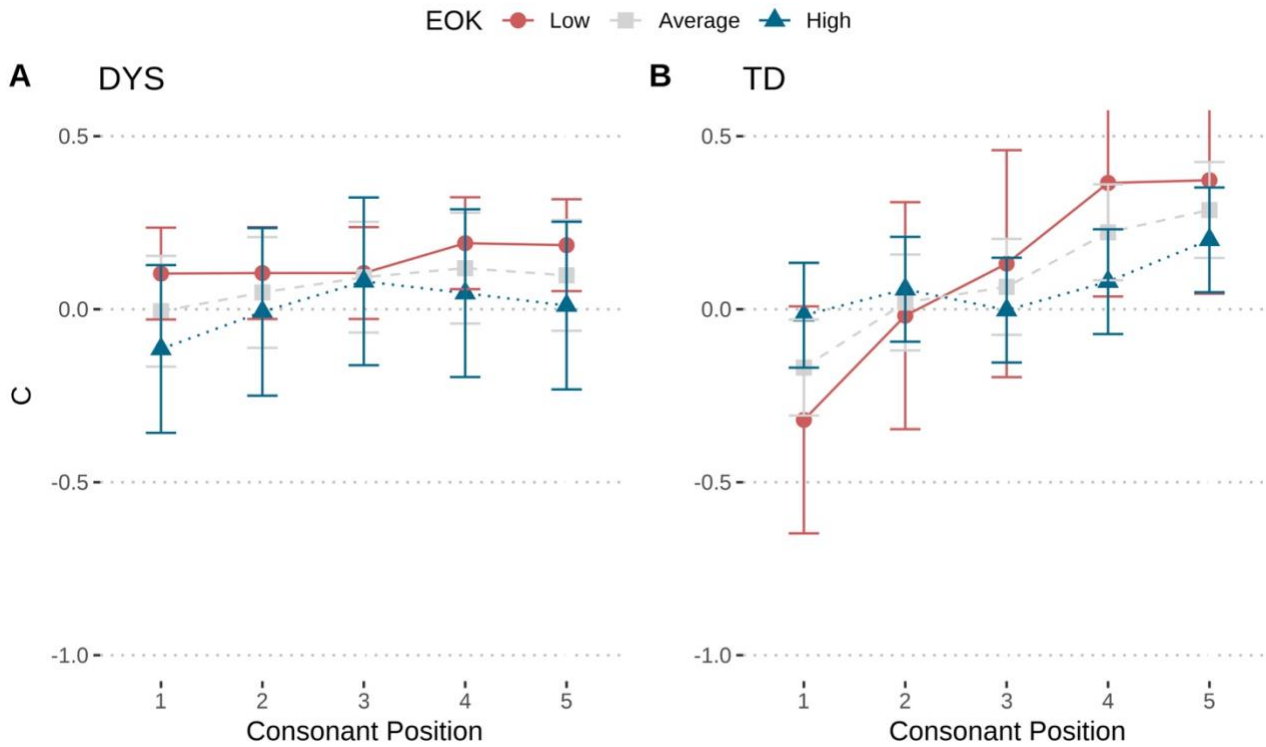 EOK Low Average High
A DYS
0.5
0.0
-0.5
-1.0
C
1 2 3 4 5
Consonant Position
B TD
0.5
0.0
-0.5
-1.0
1 2 3 4 5
Consonant Position